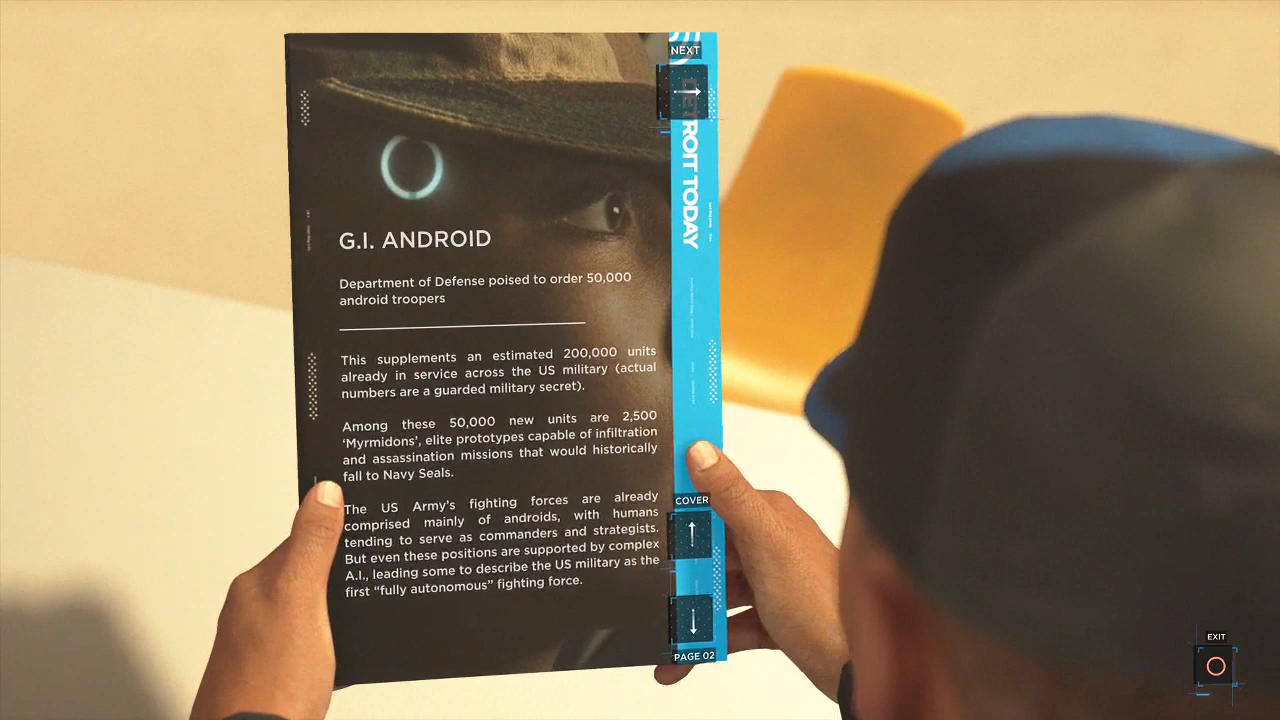 NEXT
DETROIT TODAY
G.I. ANDROID
Department of Defense poised to order 50,000
android troopers
This supplements an estimated 200,000 units
already in service across the US military (actual
numbers are a guarded military secret).
Among these 50,000 new units are 2,500
‘Myrmidons’, elite prototypes capable of infiltration
and assassination missions that would historically
fall to Navy Seals.
The US Army’s fighting forces are already
comprised mainly of androids, with humans
tending to serve as commanders and strategists.
But even these positions are supported by complex
A.I., leading some to describe the US military as the
first “fully autonomous” fighting force.
COVER
PAGE 02
EXIT